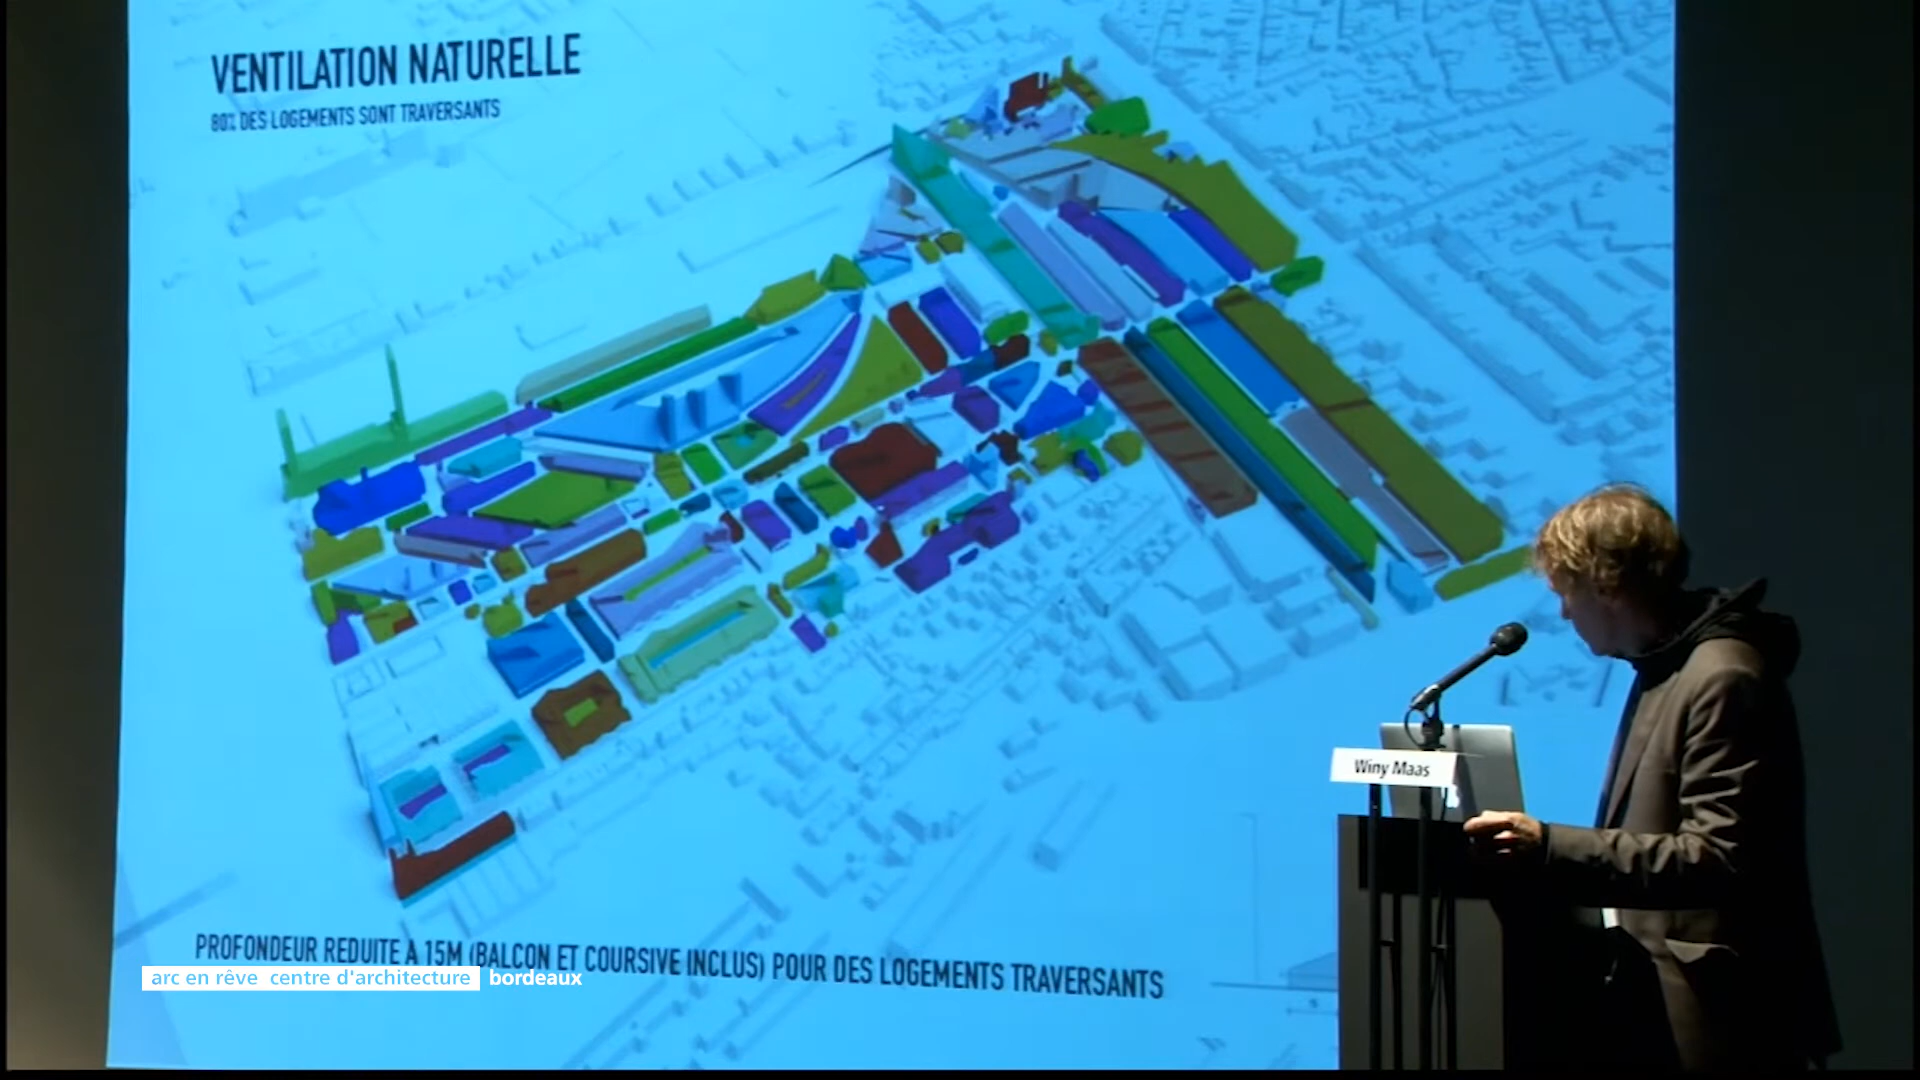 VENTILATION NATURELLE
80% DES LOGEMENTS SONT TRAVERSANTS
Winy Maas
PROFONDEUR REDUITE A 15M (BALCON ET COURSIVE INCLUS) POUR DES LOGEMENTS TRAVERSANTS
arc en rêve centre d'architecture bordeaux